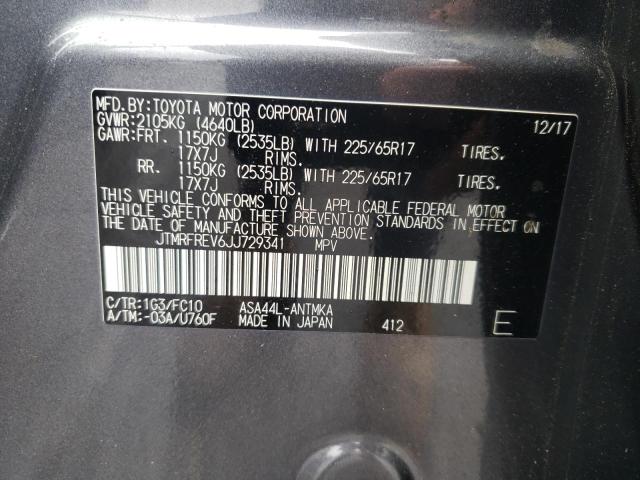 MFD.BY:TOYOTA MOTOR CORPORATION 12/17
GVWR:2105KG (4640LB)
GAWR:FRT. 1150KG (2535LB) WITH 225/65R17 TIRES.
17X7J RIMS.
RR. 1150KG (2535LB) WITH 225/65R17 TIRES.
17X7J RIMS.
THIS VEHICLE CONFORMS TO ALL APPLICABLE FEDERAL MOTOR
VEHICLE SAFETY AND THEFT PREVENTION STANDARDS IN EFFECT ON
THE DATE OF MANUFACTURE SHOWN ABOVE.
JTMRFREV6JJ729341 MPV
C/TR:1G3/FC10 ASA44L-ANTMKA
A/TM:-03A/U760F MADE IN JAPAN 412 E